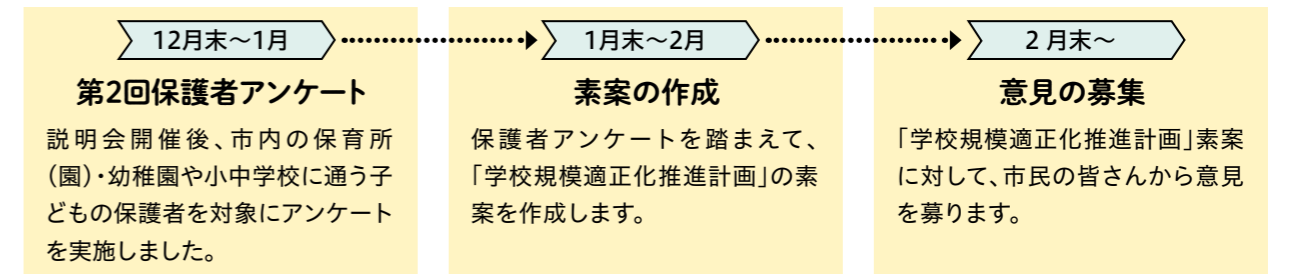 12月末～1月
第2回保護者アンケート
説明会開催後、市内の保育所
（園）・幼稚園や小中学校に通う子
どもの保護者を対象にアンケート
を実施しました。
1月末～2月
素案の作成
保護者アンケートを踏まえて、
「学校規模適正化推進計画」の素
案を作成します。
2月末～
意見の募集
「学校規模適正化推進計画」素案
に対して、市民の皆さんから意見
を募ります。